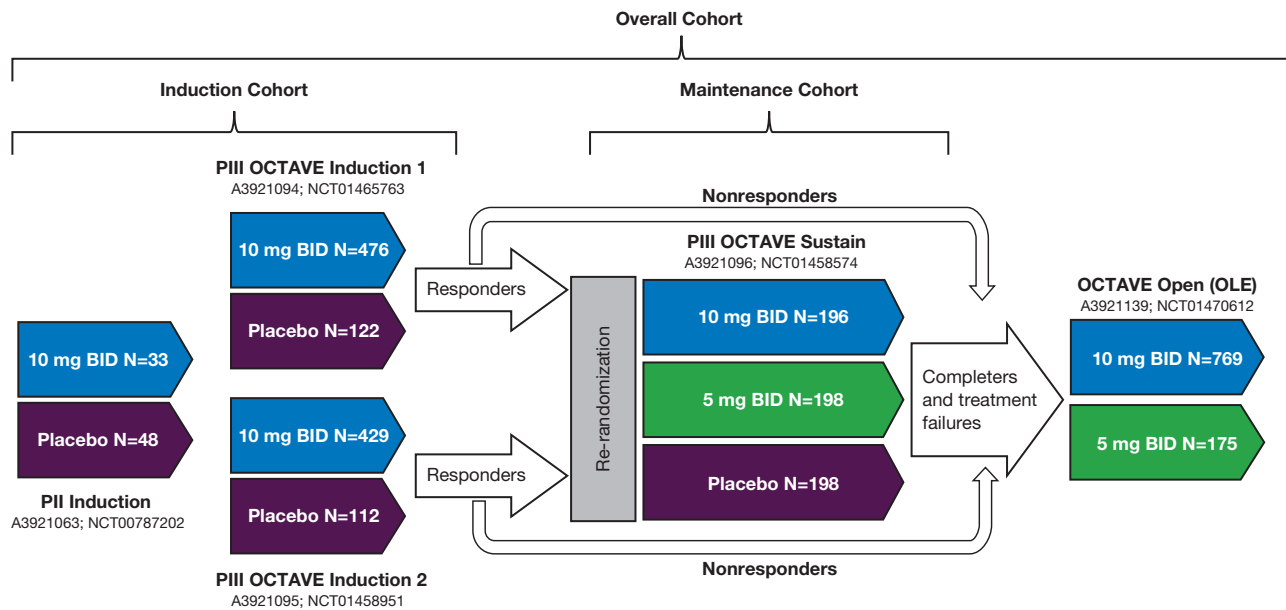 Overall Cohort
Induction Cohort
Maintenance Cohort
PIII OCTAVE Induction 1
A3921094; NCT01465763
10 mg BID N=476
Placebo N=122
10 mg BID N=33
Placebo N=48
PII Induction
A3921063; NCT00787202
10 mg BID N=429
Placebo N=112
PIII OCTAVE Induction 2
A3921095; NCT01458951
Responders
Responders
Nonresponders
Re-randomization
PIII OCTAVE Sustain
A3921096; NCT01458574
10 mg BID N=196
5 mg BID N=198
Placebo N=198
Nonresponders
Completers
and treatment
failures
OCTAVE Open (OLE)
A3921139; NCT01470612
10 mg BID N=769
5 mg BID N=175